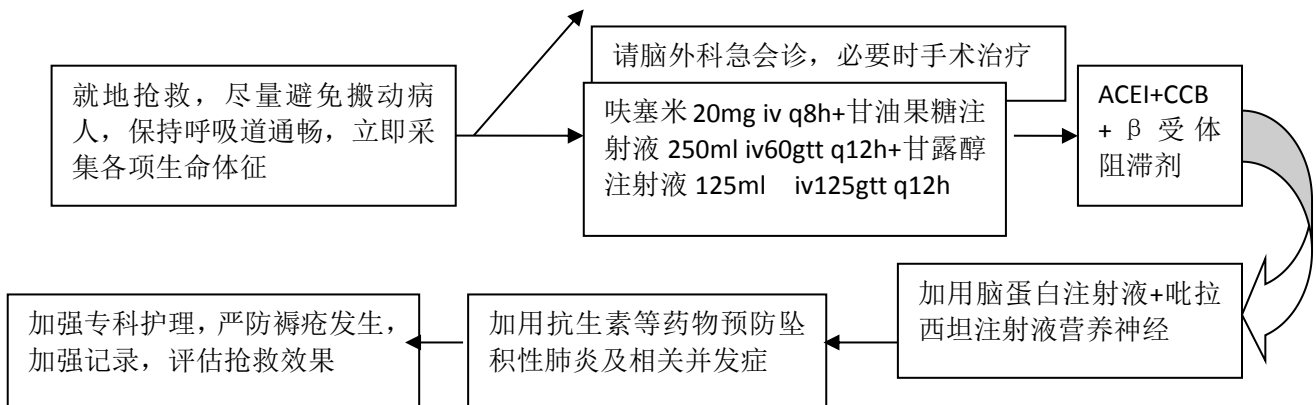 就地抢救，尽量避免搬动病
人，保持呼吸道通畅，立即采
集各项生命体征
请脑外科急会诊，必要时手术治疗
呋塞米 20mg iv q8h+甘油果糖注
射液 250ml iv60gtt q12h+甘露醇
注射液 125ml iv125gtt q12h
ACEI+CCB
+ β 受 体
阻滞剂
加用脑蛋白注射液+吡拉
西坦注射液营养神经
加用抗生素等药物预防坠
积性肺炎及相关并发症
加强专科护理，严防褥疮发生，
加强记录，评估抢救效果